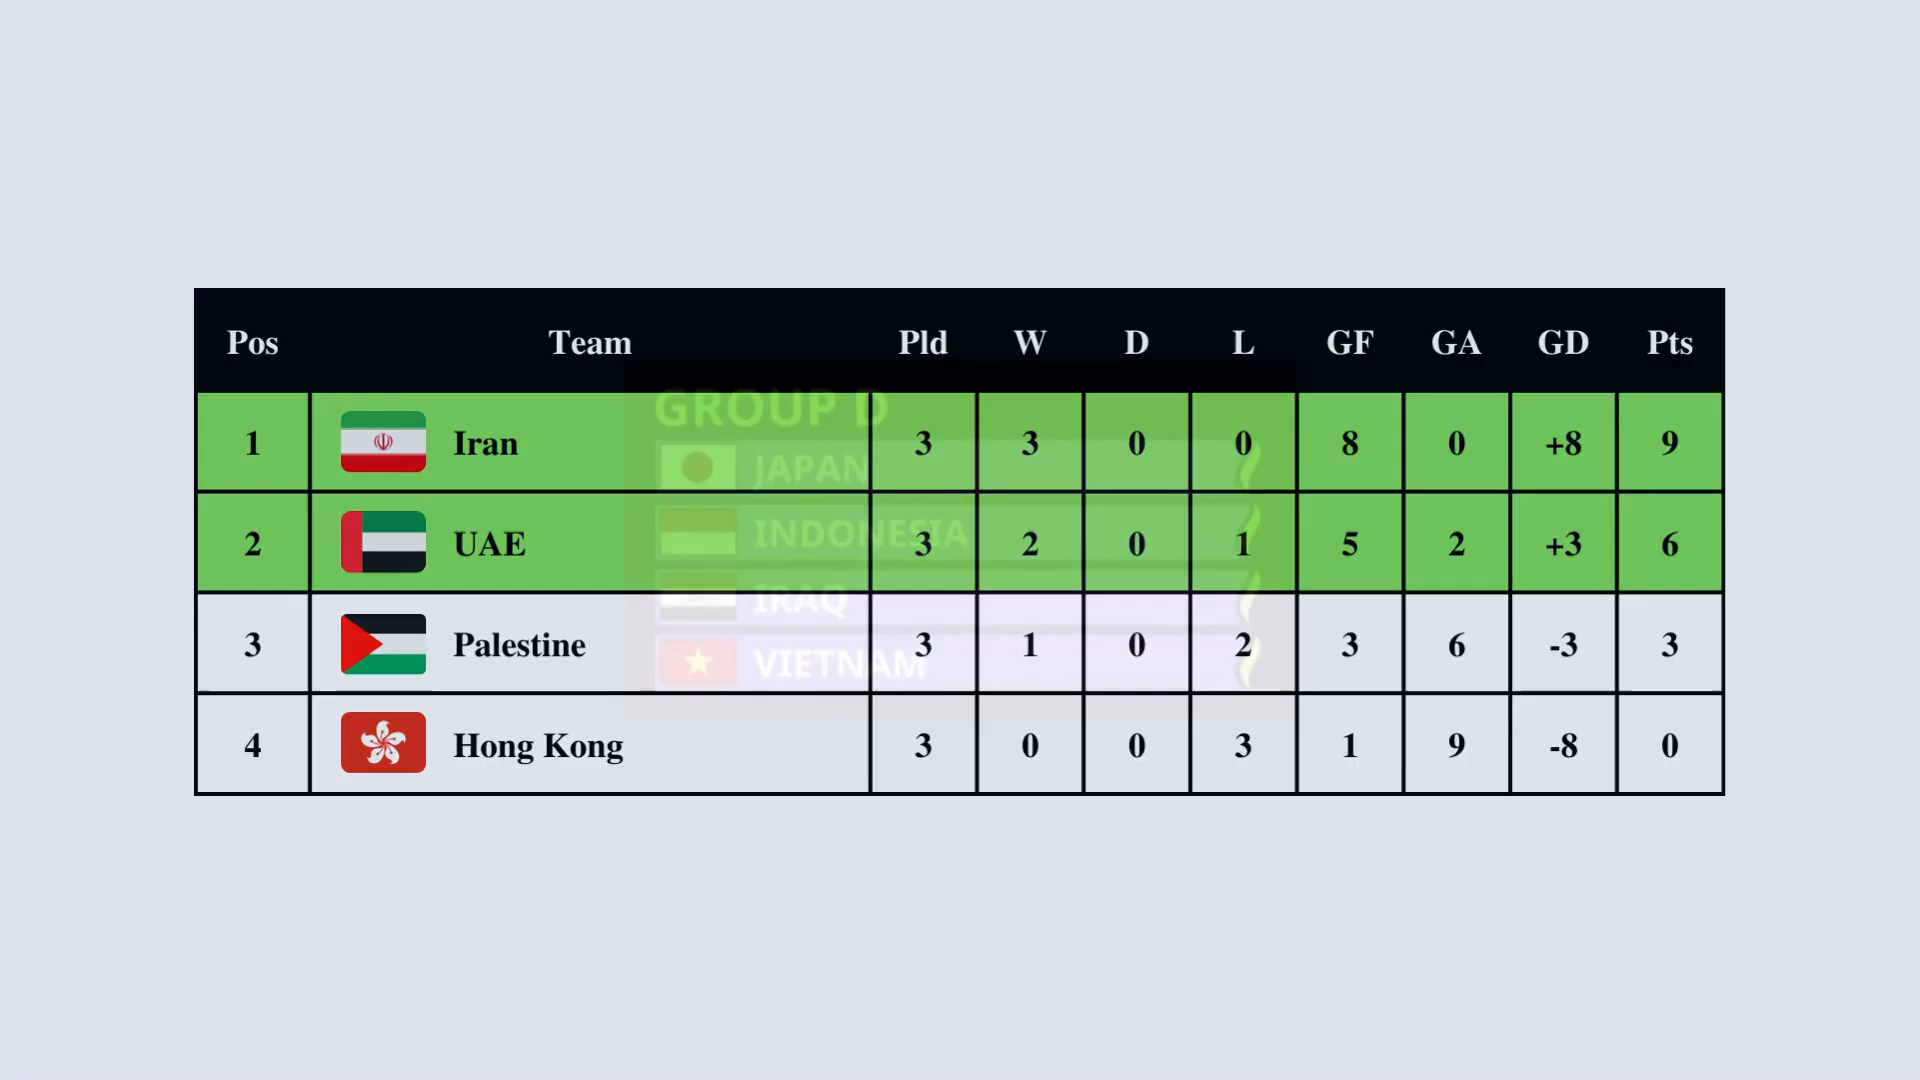 Pos Team Pld W D L GF GA GD Pts
GROUP D
1 Iran 3 3 0 0 8 0 +8 9
JAPAN
2 UAE 3 2 0 1 5 2 +3 6
INDONESIA
IRAQ
3 Palestine 3 1 0 2 3 6 -3 3
VIETNAM
4 Hong Kong 3 0 0 3 1 9 -8 0